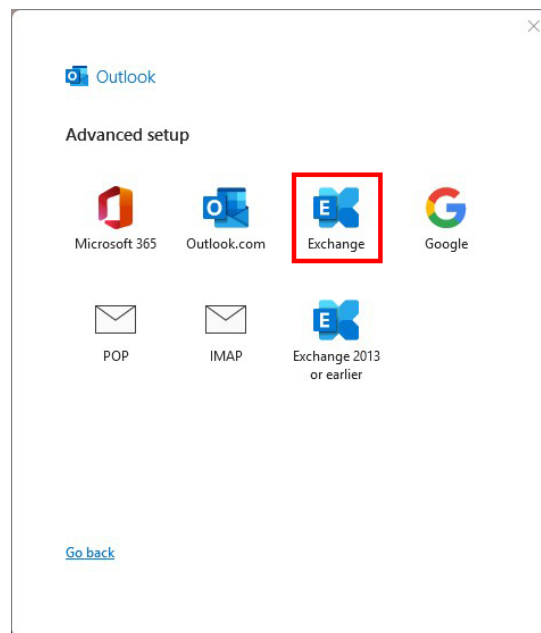 Outlook
Advanced setup
Microsoft 365
Outlook.com
Exchange
Google
POP
IMAP
Exchange 2013
or earlier
Go back